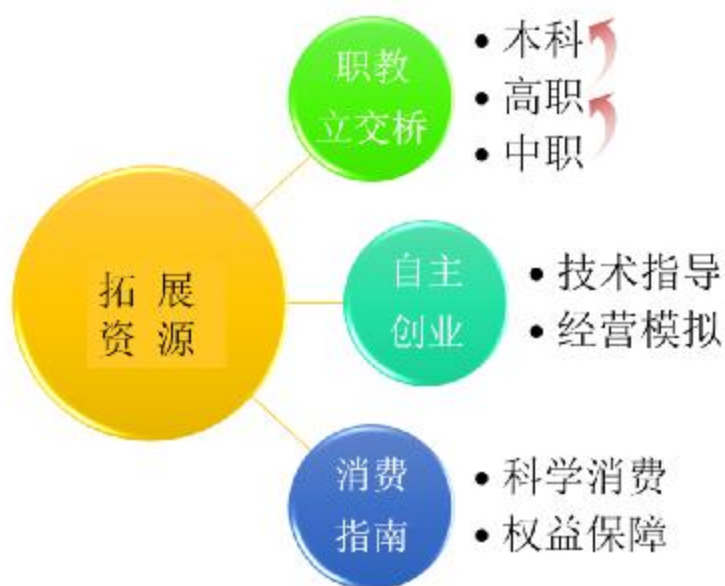 拓 展
资 源
职教
立交桥
• 本科
• 高职
• 中职
自主
创业
• 技术指导
• 经营模拟
消费
指南
• 科学消费
• 权益保障